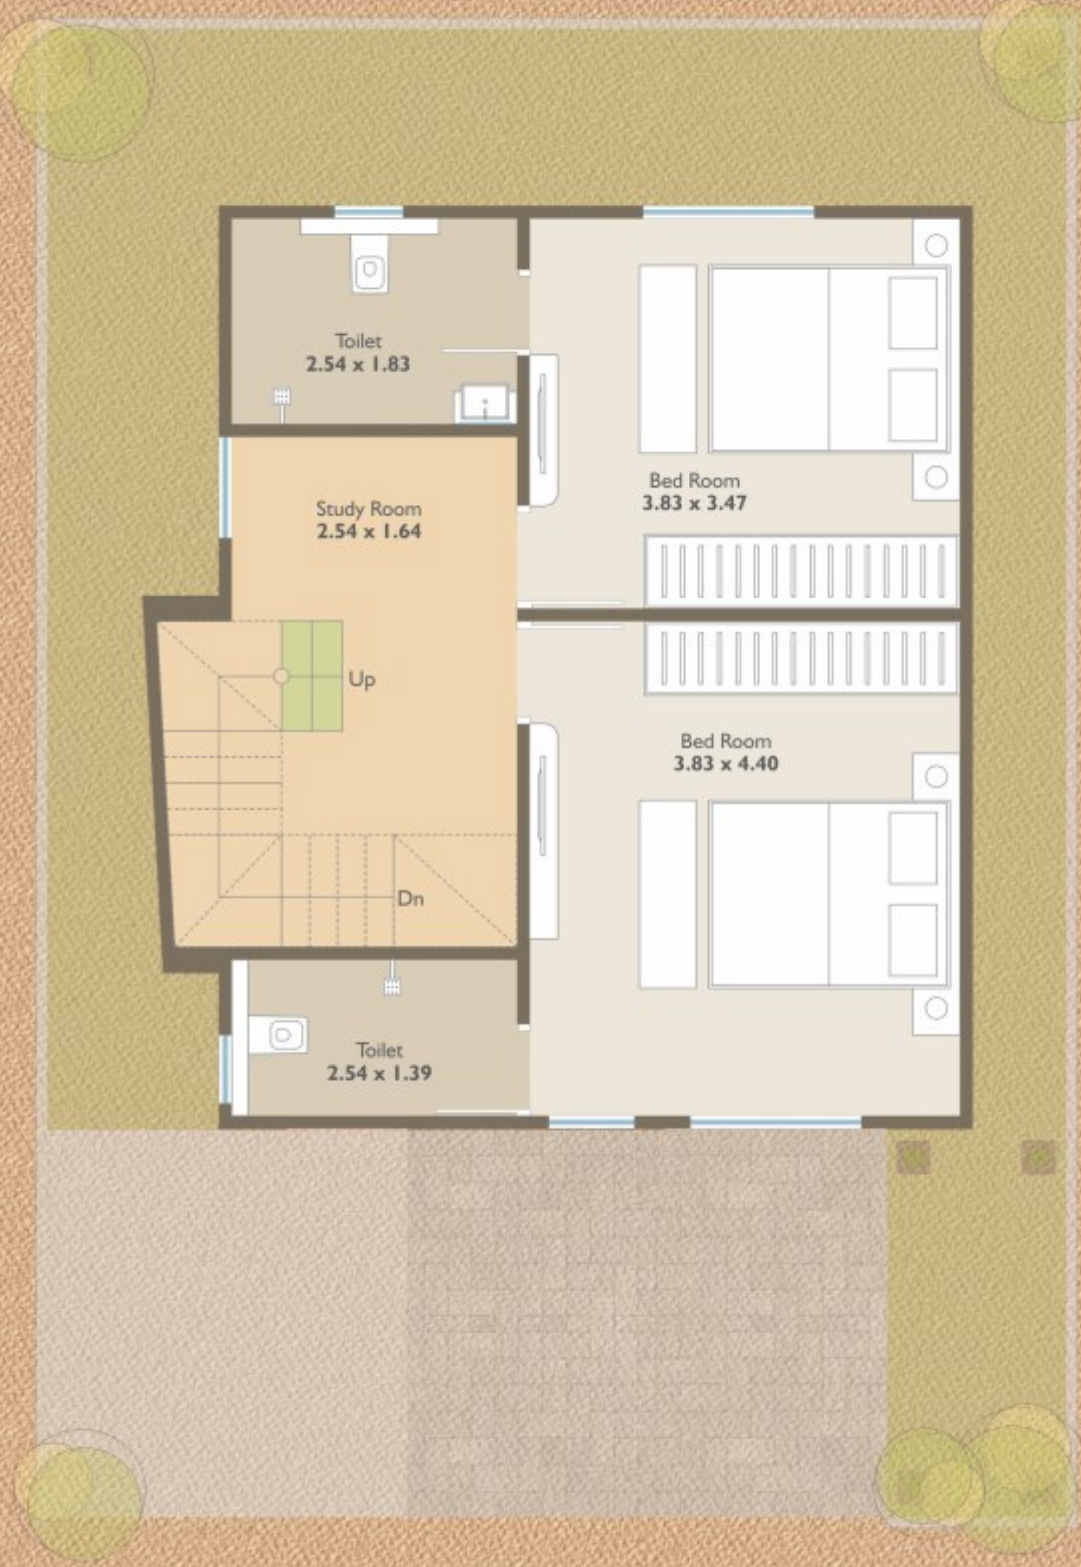 Toilet
2.54 x 1.83
Study Room
2.54 x 1.64
Bed Room
3.83 x 3.47
Up
Bed Room
3.83 x 4.40
Dn
Toilet
2.54 x 1.39